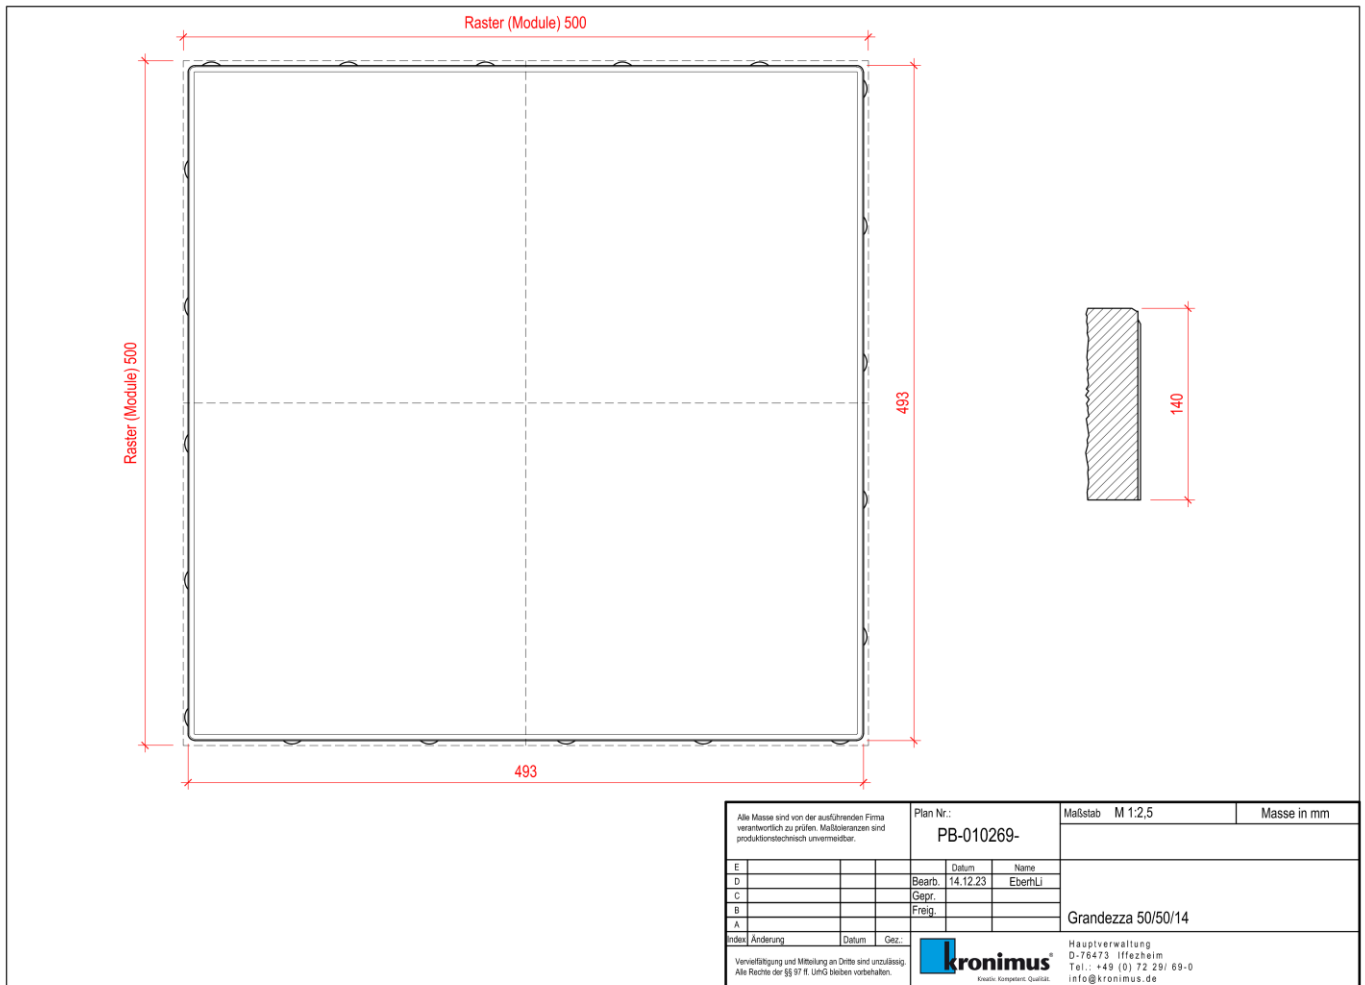 Raster (Module) 500
Raster (Module) 500
493
140
493
Alle Masse sind von der ausführenden Firma
verantwortlich zu prüfen. Maßtoleranzen sind
produktionstechnisch unvermeidbar.
Plan Nr.:
PB-010269-
Maßstab M 1:2,5
Masse in mm
E
D
C
B
A
Index Änderung Datum Gez.:
Datum Name
Bearb. 14.12.23 EberhLi
Gepr.
Freig.
Grandezza 50/50/14
Vervielfältigung und Mitteilung an Dritte sind unzulässig.
Alle Rechte der §§ 97 ff. UrhG bleiben vorbehalten.
kronimus®
Kreativ. Kompetent. Qualität.
Hauptverwaltung
D-76473 Iffezheim
Tel.: +49 (0) 72 29/ 69-0
info@kronimus.de